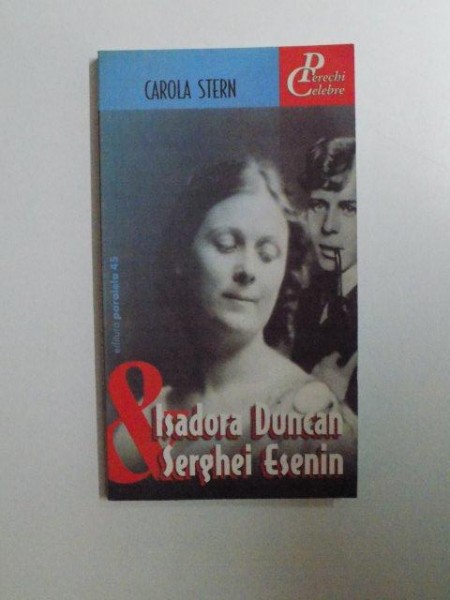 CAROLA STERN
Perechi
Celebre
editura paralela 45
&
Isadora Duncan
Serghei Esenin